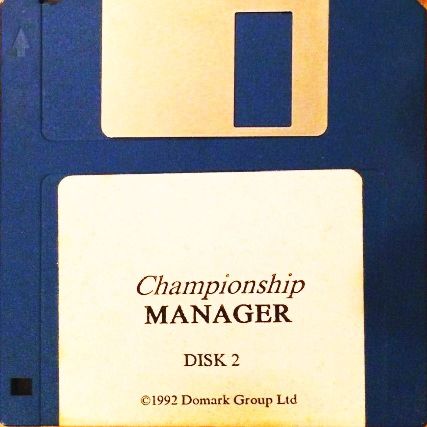 Championship
MANAGER
DISK 2
©1992 Domark Group Ltd